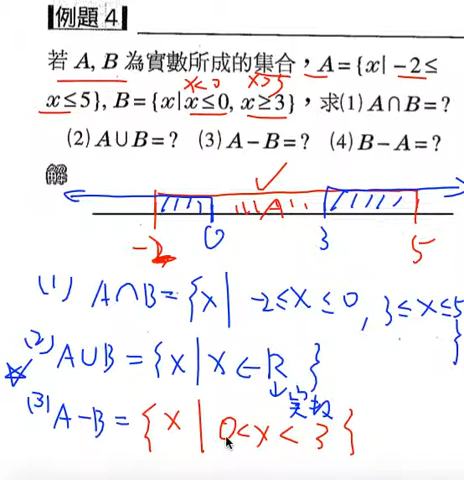 例題 4
若 A, B 為實數所成的集合，A={x| -2≤
x<0 x≥5
x≤5}, B={x|x≤0, x≥3}，求(1) A∩B=?
(2) A∪B=? (3) A-B=? (4) B-A=?
解
A
-2 0 3 5
(1) A∩B={x| -2≤x≤0, 3≤x≤5}
(2) A∪B={x|x∈R}
實數
(3) A-B={x|0<x<3}